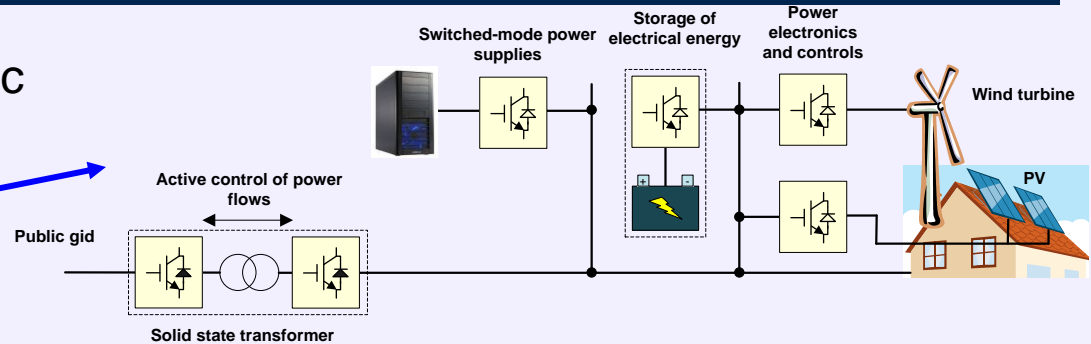 c
Switched-mode power
supplies
Storage of
electrical energy
Power
electronics
and controls
Wind turbine
PV
+ -
Active control of power
flows
Public gid
Solid state transformer